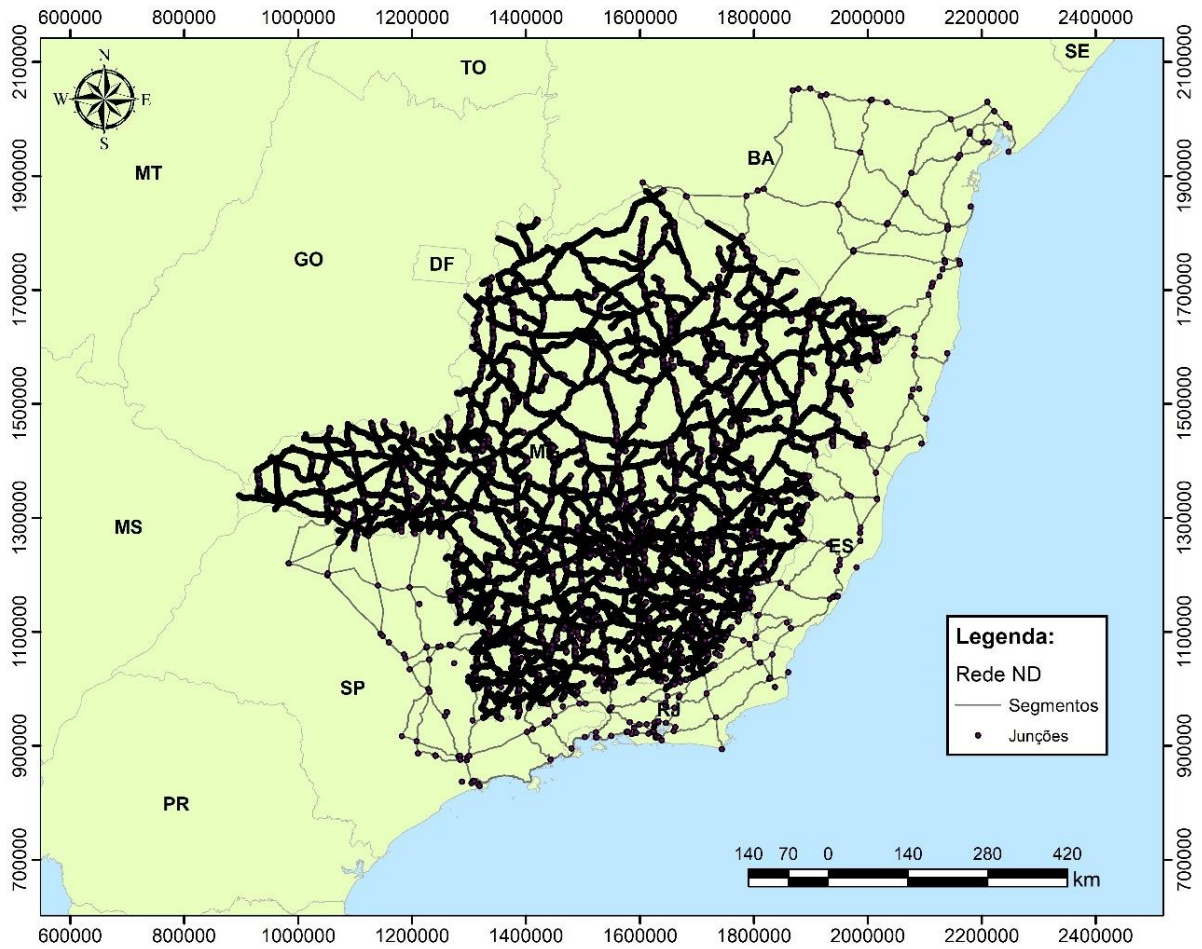 600000 800000 1000000 1200000 1400000 1600000 1800000 2000000 2200000 2400000
2100000 1900000 1700000 1500000 1300000 1100000 900000 700000
2100000 1900000 1700000 1500000 1300000 1100000 900000 700000
N
W E
S
SE
TO
MT
BA
GO
DF
MG
MS
ES
SP
RJ
PR
Legenda:
Rede ND
Segmentos
Junções
140 70 0 140 280 420
km
600000 800000 1000000 1200000 1400000 1600000 1800000 2000000 2200000 2400000